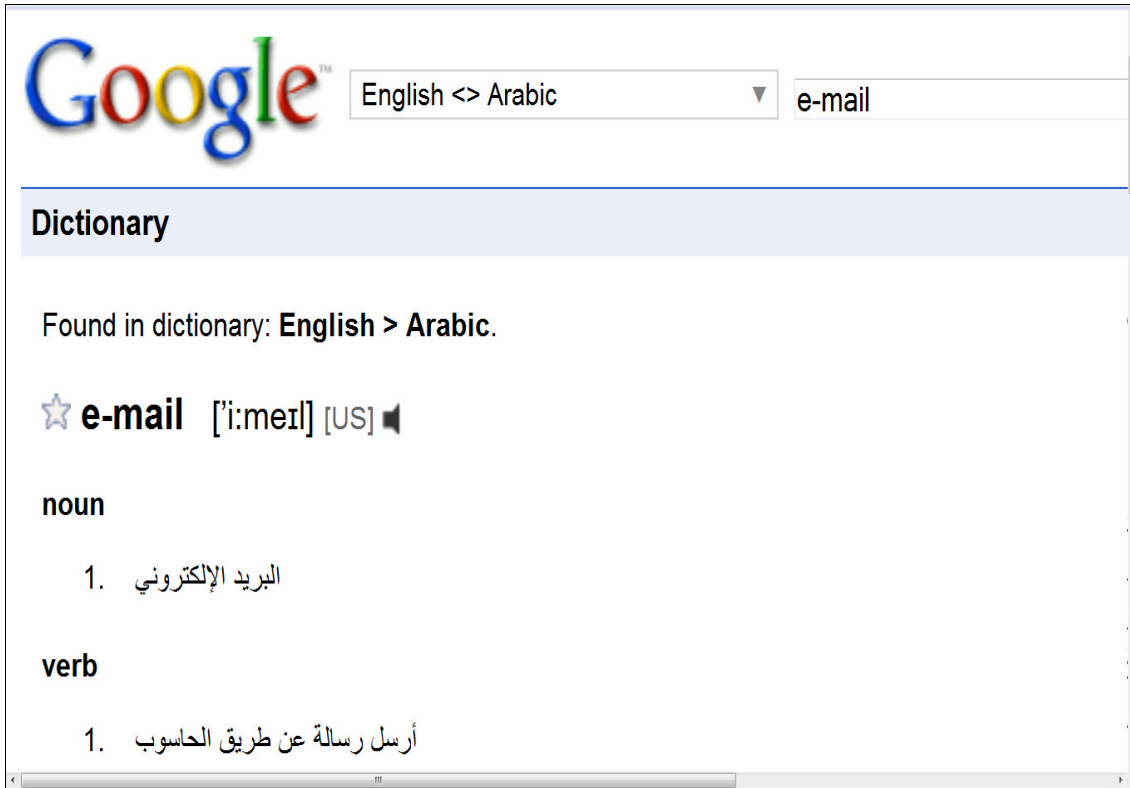 Google™ English <> Arabic ▼ e-mail
Dictionary
Found in dictionary: English > Arabic.
e-mail ['i:meɪl] [US]
noun
1. البريد الإلكتروني
verb
1. أرسل رسالة عن طريق الحاسوب